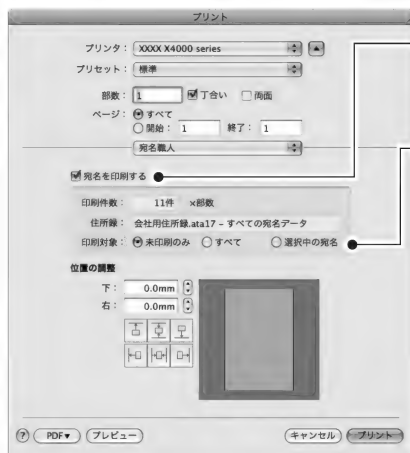 プリント
プリンタ： XXXX X4000 series
プリセット： 標準
部数： 1 丁合い 両面
ページ： すべて
開始： 1 終了： 1
宛名職人
宛名を印刷する
印刷件数： 11件 ×部数
住所録： 会社用住所録.ata17 - すべての宛名データ
印刷対象： 未印刷のみ すべて 選択中の宛名
位置の調整
下： 0.0mm
右： 0.0mm
? PDF▼ プレビュー キャンセル プリント